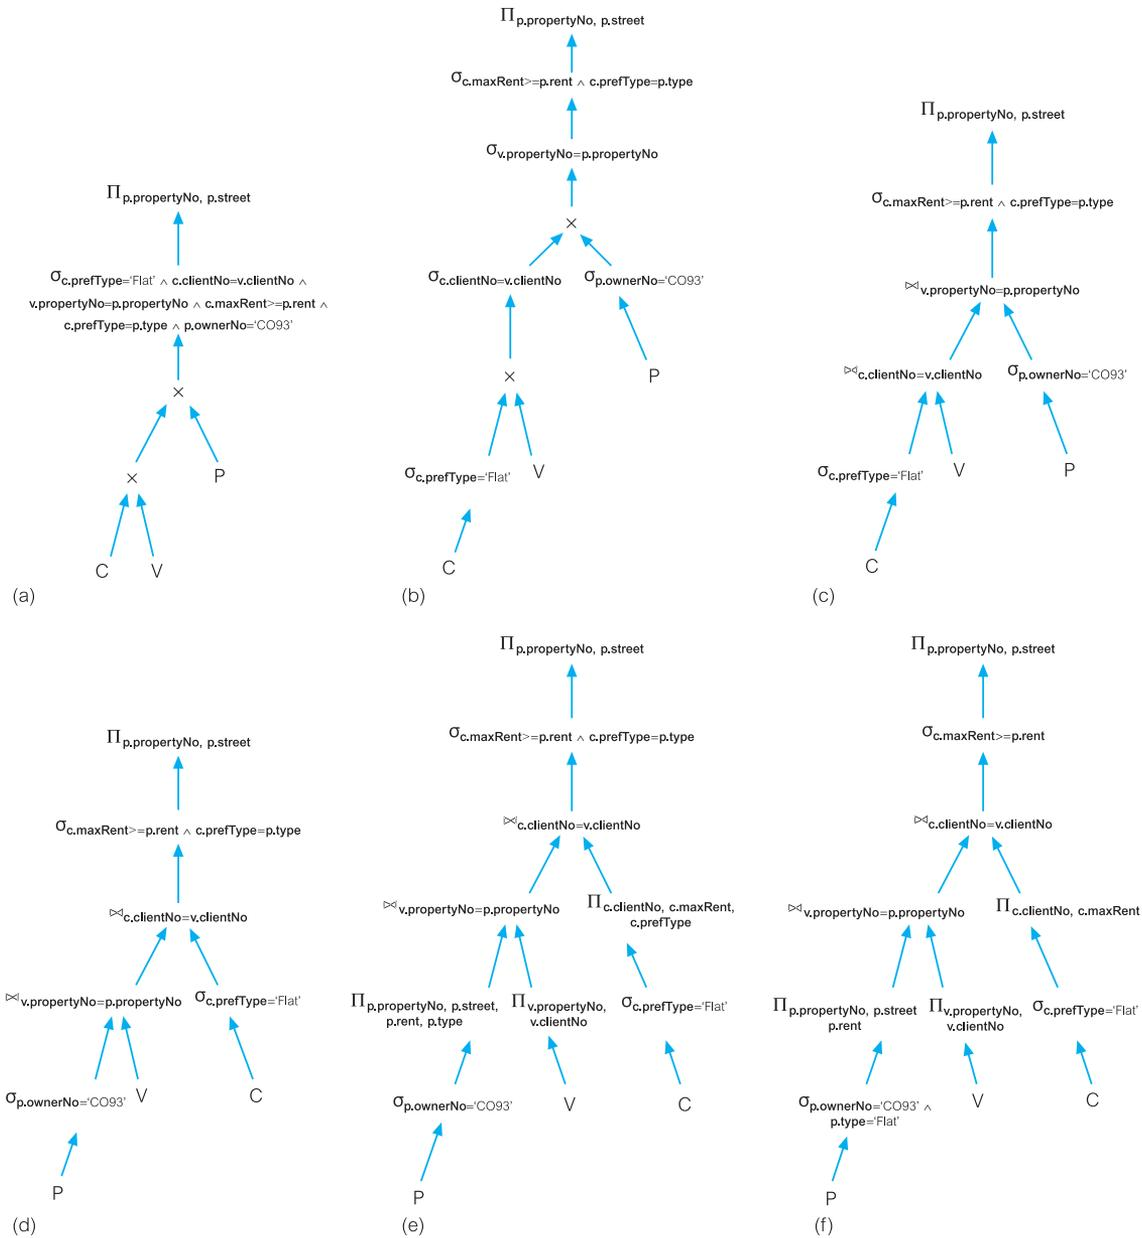 Πp.propertyNo, p.street
σc.prefType='Flat' ∧ c.clientNo=v.clientNo ∧
v.propertyNo=p.propertyNo ∧ c.maxRent>=p.rent ∧
c.prefType=p.type ∧ p.ownerNo='CO93'
×
× P
C V
(a)
Πp.propertyNo, p.street
σc.maxRent>=p.rent ∧ c.prefType=p.type
σv.propertyNo=p.propertyNo
×
σc.clientNo=v.clientNo σp.ownerNo='CO93'
× P
σc.prefType='Flat' V
C
(b)
Πp.propertyNo, p.street
σc.maxRent>=p.rent ∧ c.prefType=p.type
⋈v.propertyNo=p.propertyNo
⋈c.clientNo=v.clientNo σp.ownerNo='CO93'
σc.prefType='Flat' V P
C
(c)
Πp.propertyNo, p.street
σc.maxRent>=p.rent ∧ c.prefType=p.type
⋈c.clientNo=v.clientNo
⋈v.propertyNo=p.propertyNo σc.prefType='Flat'
σp.ownerNo='CO93' V C
P
(d)
Πp.propertyNo, p.street
σc.maxRent>=p.rent ∧ c.prefType=p.type
⋈c.clientNo=v.clientNo
⋈v.propertyNo=p.propertyNo Πc.clientNo, c.maxRent,
c.prefType
Πp.propertyNo, p.street, Πv.propertyNo, σc.prefType='Flat'
p.rent, p.type v.clientNo
σp.ownerNo='CO93' V C
P
(e)
Πp.propertyNo, p.street
σc.maxRent>=p.rent
⋈c.clientNo=v.clientNo
⋈v.propertyNo=p.propertyNo Πc.clientNo, c.maxRent
Πp.propertyNo, p.street Πv.propertyNo, σc.prefType='Flat'
p.rent v.clientNo
σp.ownerNo='CO93' ∧ V C
p.type='Flat'
P
(f)